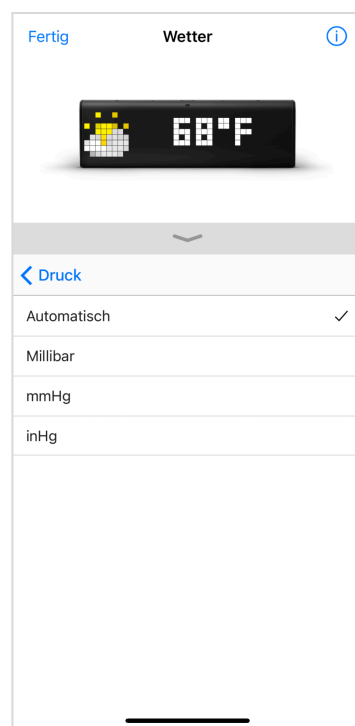 Fertig
Wetter
68°F
Druck
Automatisch
Millibar
mmHg
inHg